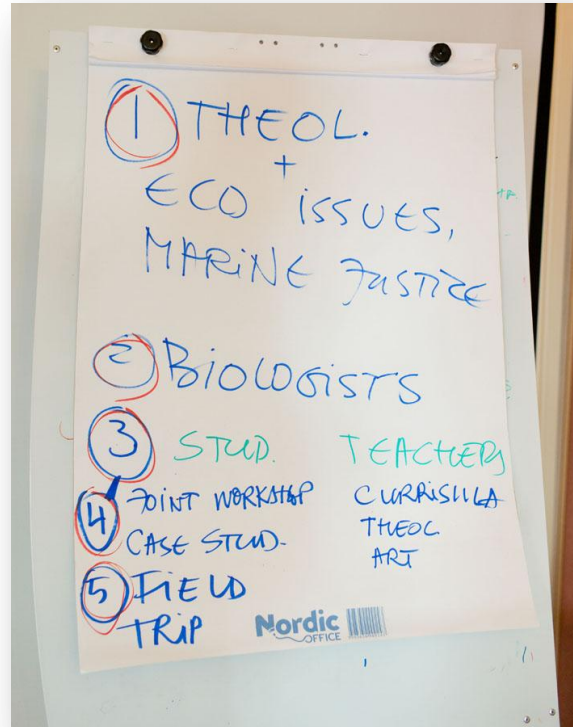 1 THEOL.
+
ECO ISSUES,
MARINE JUSTICE
2 BIOLOGISTS
3 STUD. TEACHERS
4 JOINT WORKSHOP CURRISULLA
CASE STUD. THEOL
ART
5 FIELD
TRIP
Nordic
OFFICE